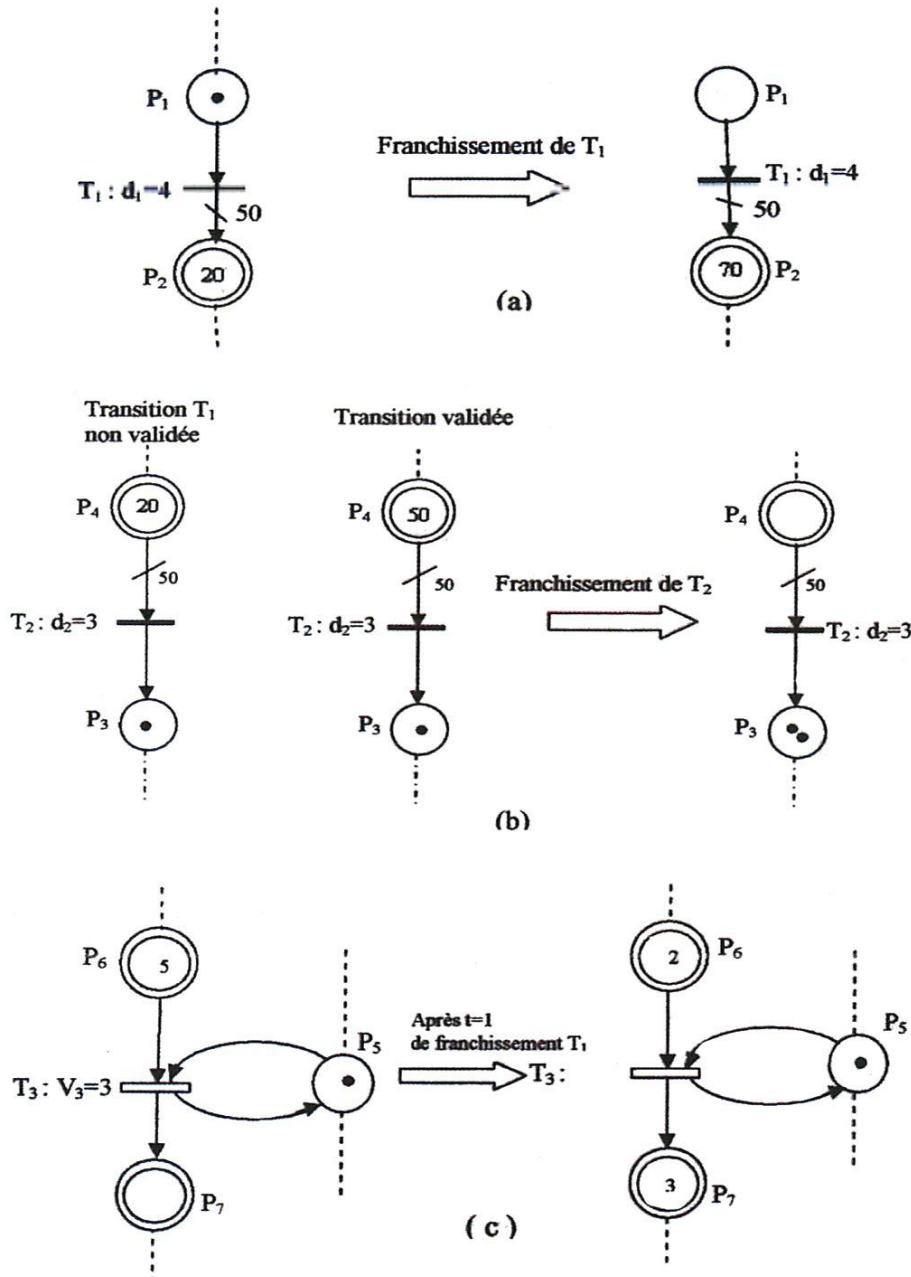 P₁
Franchissement de T₁
P₁
T₁ : d₁=4
50
T₁ : d₁=4
50
P₂
20
70
P₂
(a)
Transition T₁
non validée
Transition validée
P₄
20
P₄
50
P₄
50
50
Franchissement de T₂
50
T₂ : d₂=3
T₂ : d₂=3
T₂ : d₂=3
P₃
P₃
P₃
(b)
P₆
5
2
P₆
P₅
Après t=1
de franchissement T₁
P₅
T₃ : V₃=3
T₃ :
P₇
3
P₇
( c )